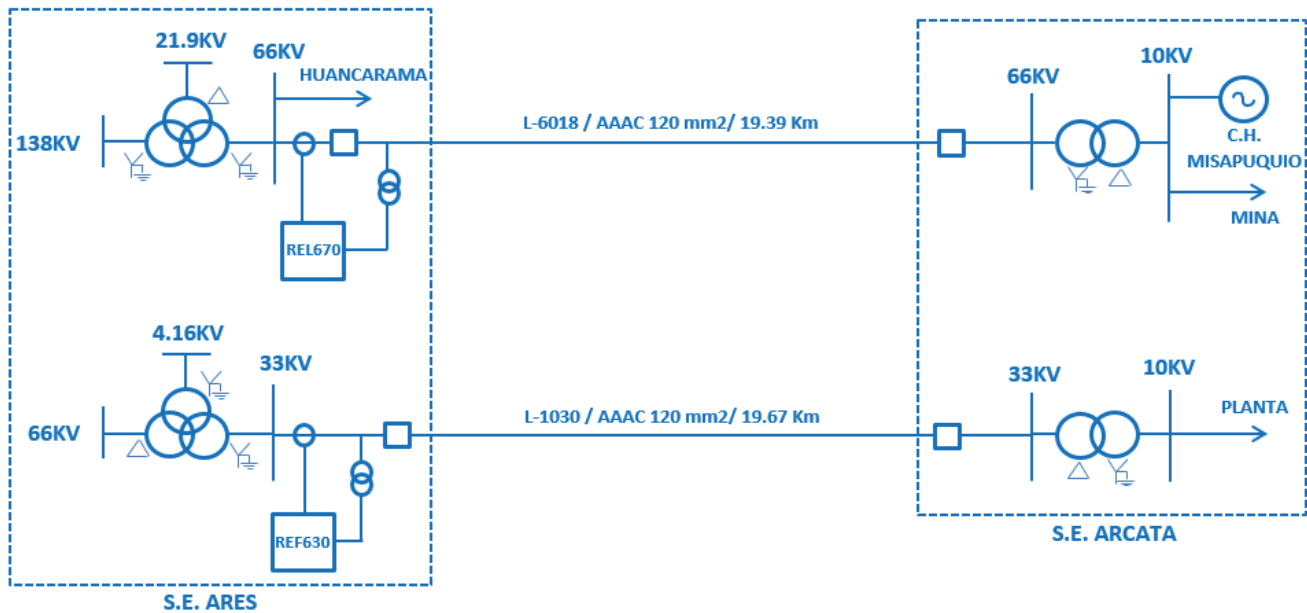 21.9KV
66KV
HUANCARAMA
138KV
REL670
L-6018 / AAAC 120 mm2/ 19.39 Km
66KV
10KV
C.H.
MISAPUQUIO
MINA
4.16KV
33KV
66KV
REF630
L-1030 / AAAC 120 mm2/ 19.67 Km
33KV
10KV
PLANTA
S.E. ARES
S.E. ARCATA